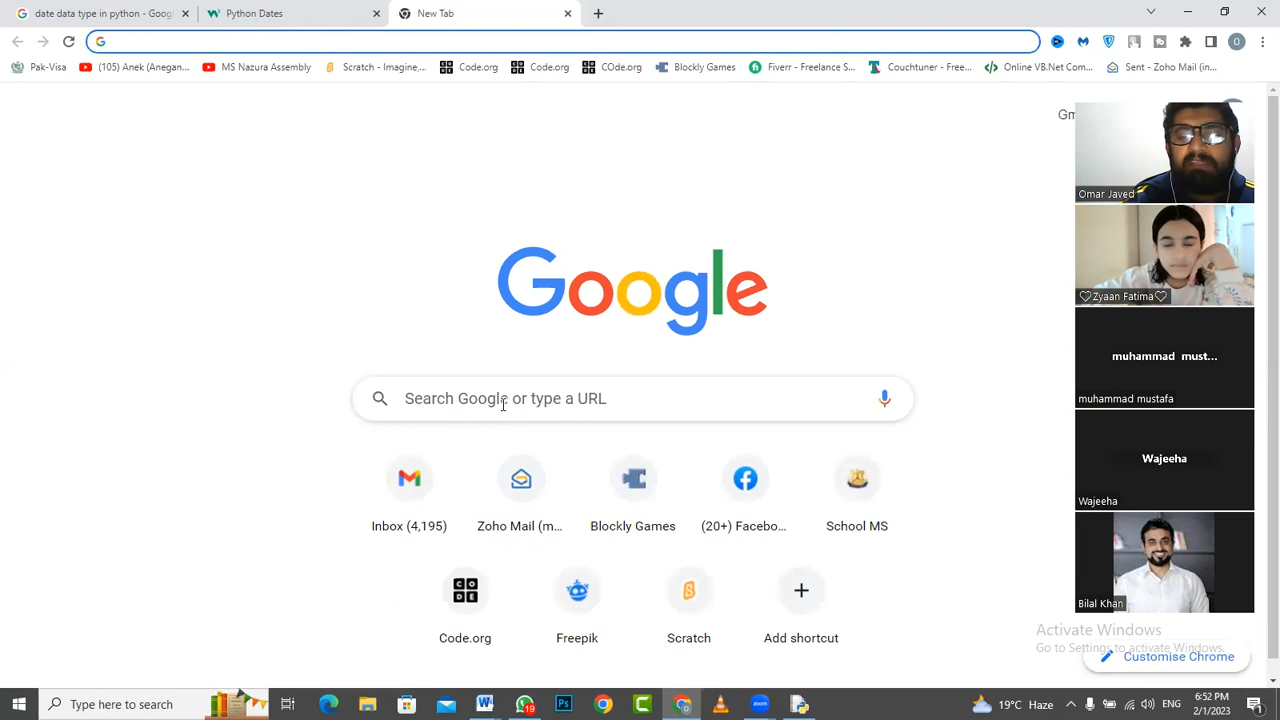 date data type in python - Googl
Python Dates
New Tab
Pak-Visa
(105) Anek (Anegan...
MS Nazura Assembly
Scratch - Imagine,...
Code.org
Code.org
COde.org
Blockly Games
Fiverr - Freelance S...
Couchtuner - Free...
Online VB.Net Com...
Sent - Zoho Mail (in...
Gm
Omar Javed
Google
♡Zyaan Fatima♡
muhammad must...
muhammad mustafa
Search Google or type a URL
Wajeeha
Wajeeha
Inbox (4,195)
Zoho Mail (m...
Blockly Games
(20+) Facebo...
School MS
CODE
Bilal Khan
Code.org
Freepik
Scratch
Add shortcut
Activate Windows
Go to Settings to activate Windows.
Customise Chrome
Type here to search
19
Ps
zoom
19°C Haze
ENG
6:52 PM
2/1/2023